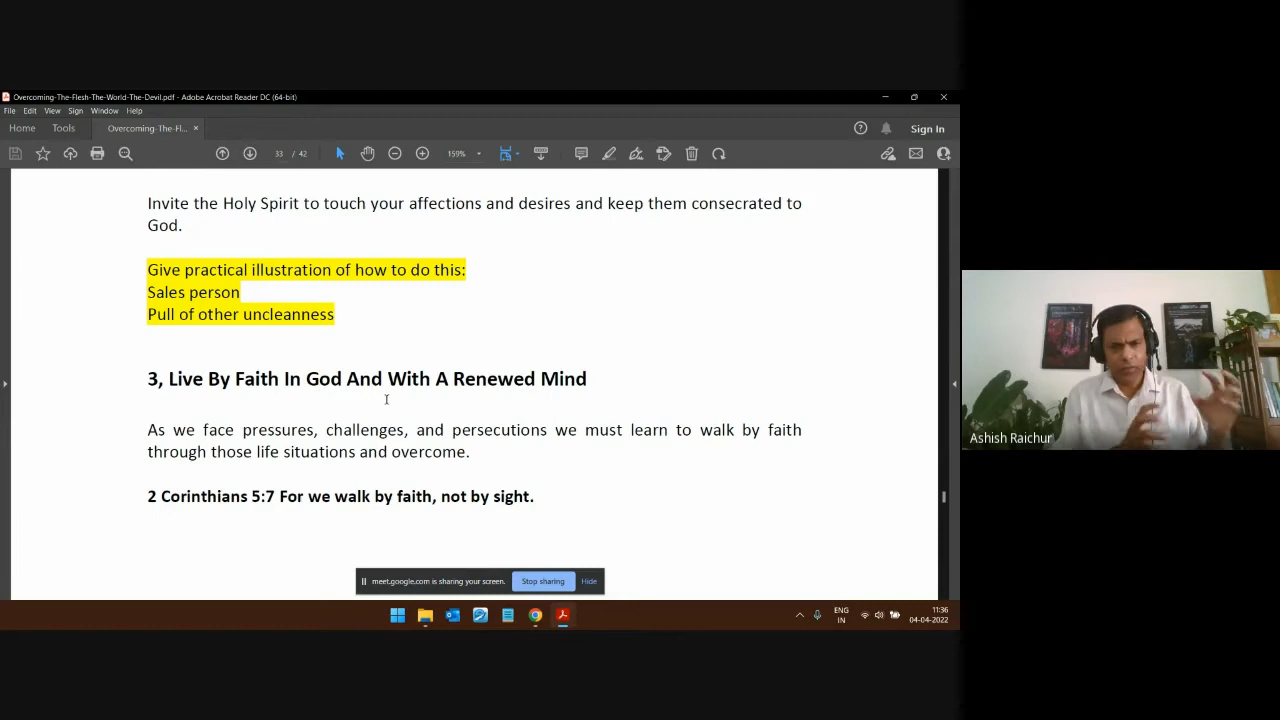 Overcoming-The-Flesh-The-World-The-Devil.pdf - Adobe Acrobat Reader DC (64-bit)
File Edit View Sign Window Help
Home Tools Overcoming-The-Fl... × Sign In
33 / 42 159%
Invite the Holy Spirit to touch your affections and desires and keep them consecrated to
God.
Give practical illustration of how to do this:
Sales person
Pull of other uncleanness
3, Live By Faith In God And With A Renewed Mind
As we face pressures, challenges, and persecutions we must learn to walk by faith
through those life situations and overcome.
2 Corinthians 5:7 For we walk by faith, not by sight.
Ashish Raichur
meet.google.com is sharing your screen. Stop sharing Hide
ENG
IN
11:36
04-04-2022